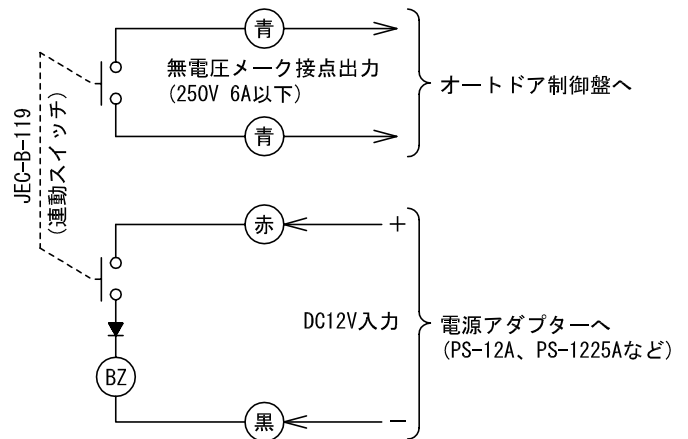 青
無電圧メーク接点出力
(250V 6A以下)
オートドア制御盤へ
青
JEC-B-119
(連動スイッチ)
赤
+
DC12V入力
電源アダプターへ
(PS-12A、PS-1225Aなど)
BZ
黒
−